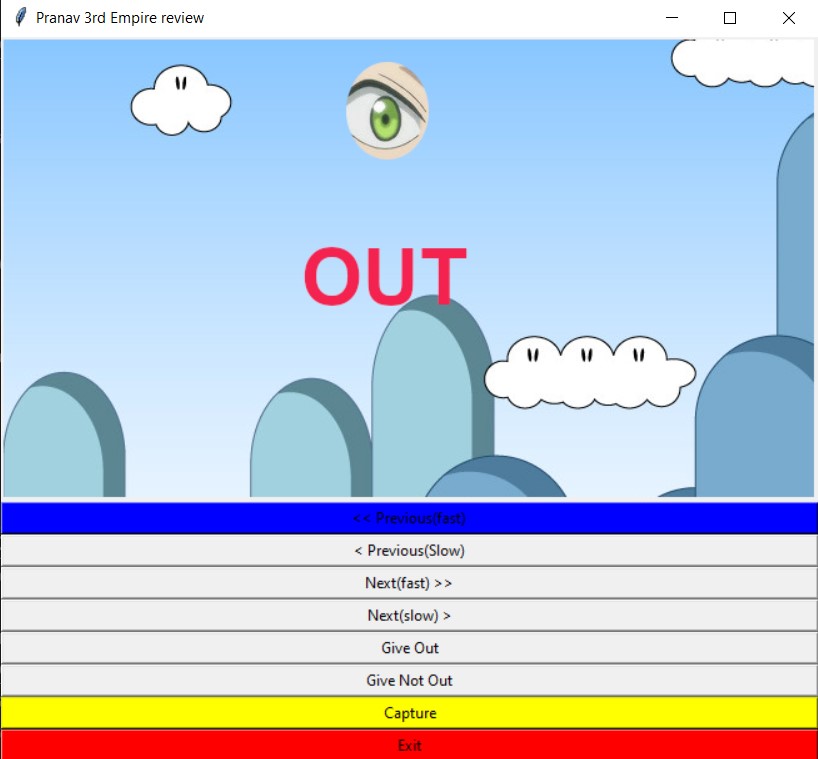 Pranav 3rd Empire review
OUT
<< Previous(fast)
< Previous(Slow)
Next(fast) >>
Next(slow) >
Give Out
Give Not Out
Capture
Exit